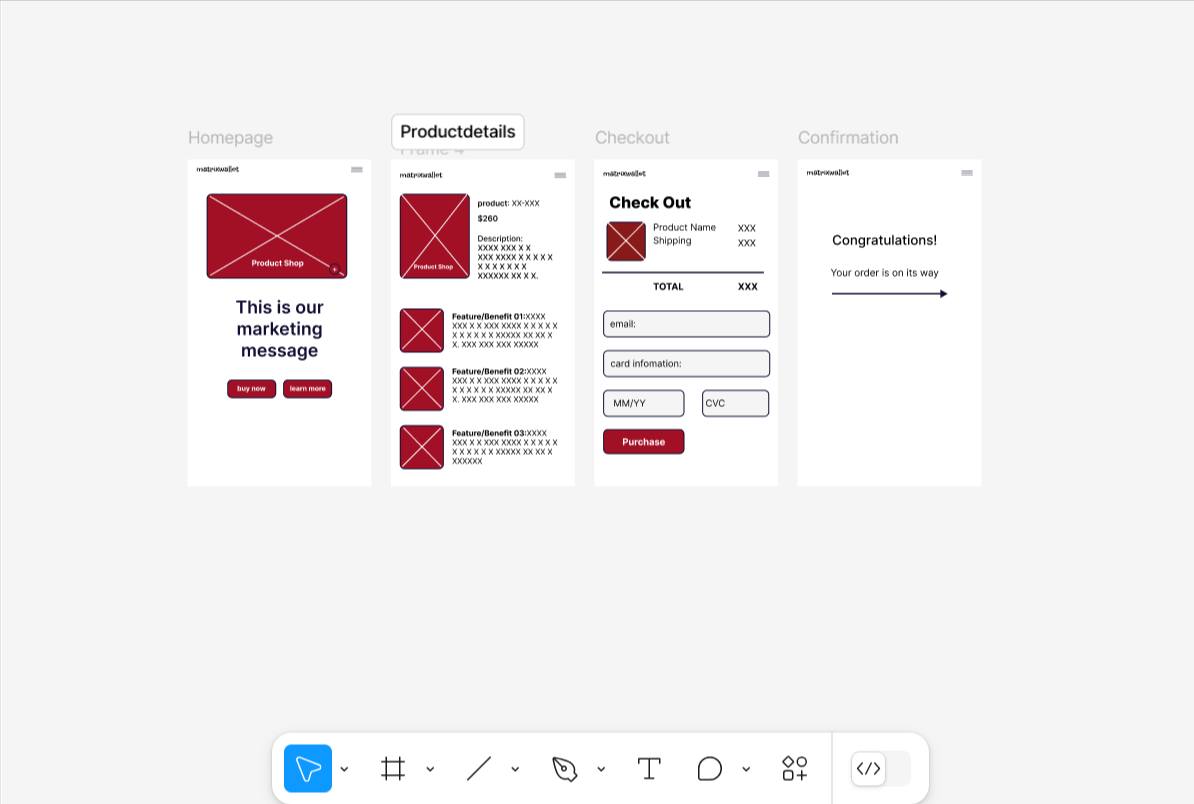 Homepage
Productdetails
Frame 4
Checkout
Confirmation
matrixwallet
Product Shop
This is our
marketing
message
buy now
learn more
matrixwallet
Product Shop
product: XX-XXX
$260
Description:
XXXX XXX X X
XXX XXXX X X X X X
X X X X X X X
XXXXXX XX X X.
Feature/Benefit 01:XXXX
XXX X X XXX XXXX X X X X X
X X X X X X XXXXX XX XX X
X. XXX XXX XXX XXXXX
Feature/Benefit 02:XXXX
XXX X X XXX XXXX X X X X X
X X X X X X XXXXX XX XX X
X. XXX XXX XXX XXXXX
Feature/Benefit 03:XXXX
XXX X X XXX XXXX X X X X X
X X X X X X XXXXX XX XX X
XXXXXX
matrixwallet
Check Out
Product Name XXX
Shipping XXX
TOTAL XXX
email:
card infomation:
MM/YY CVC
Purchase
matrixwallet
Congratulations!
Your order is on its way